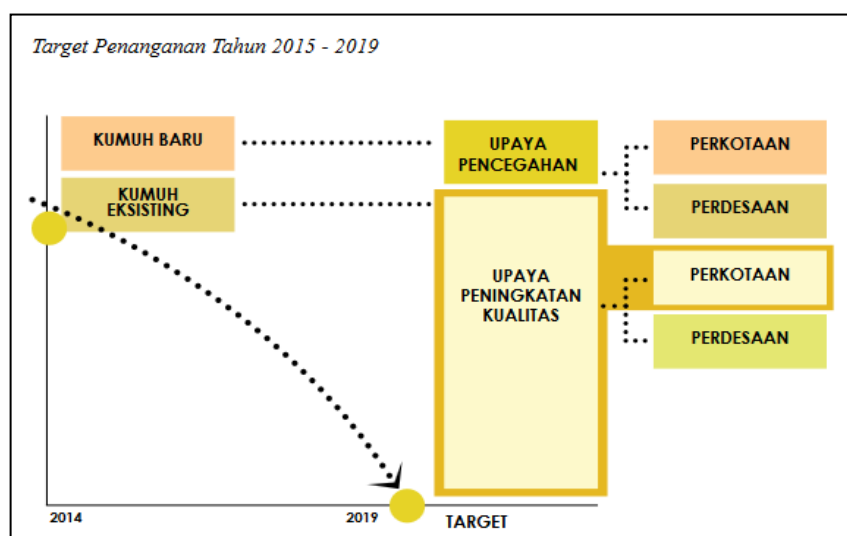 Target Penanganan Tahun 2015 - 2019
KUMUH BARU
UPAYA
PENCEGAHAN
PERKOTAAN
KUMUH
EKSISTING
PERDESAAN
UPAYA
PENINGKATAN
KUALITAS
PERKOTAAN
PERDESAAN
2014
2019
TARGET